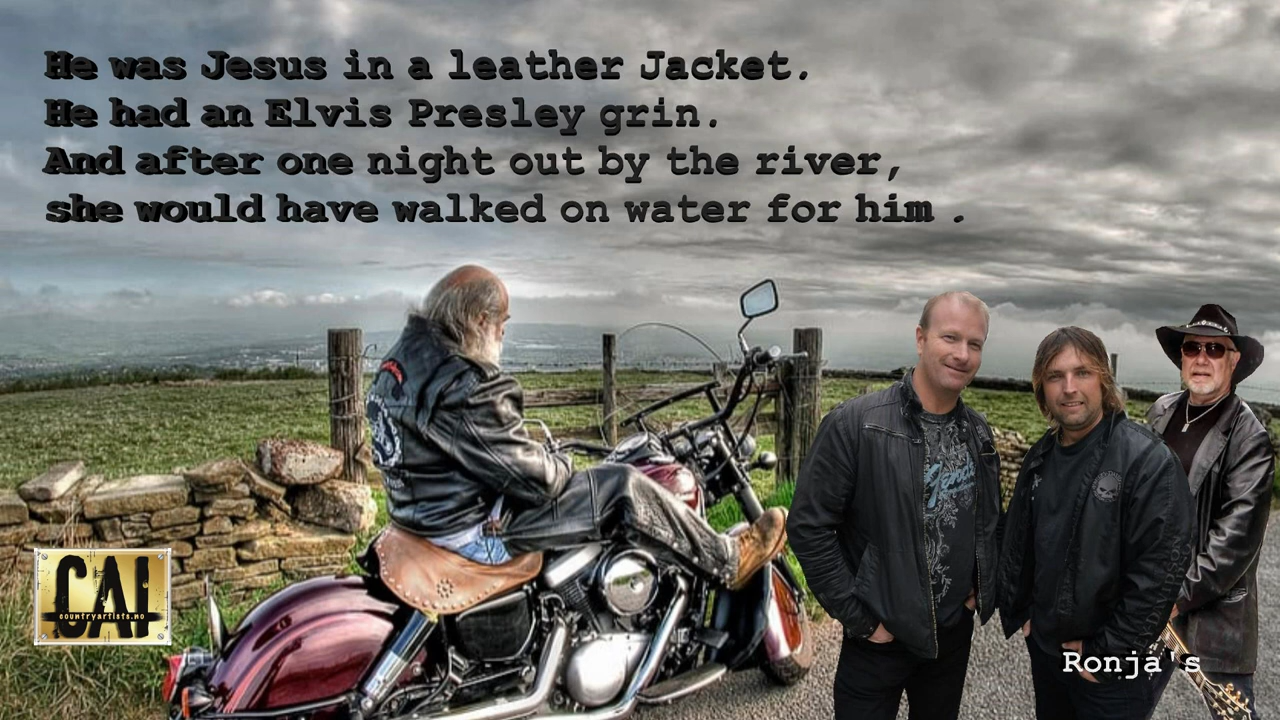 He was Jesus in a leather Jacket.
He had an Elvis Presley grin.
And after one night out by the river,
she would have walked on water for him .
CAI
countryartists.no
Ronja's